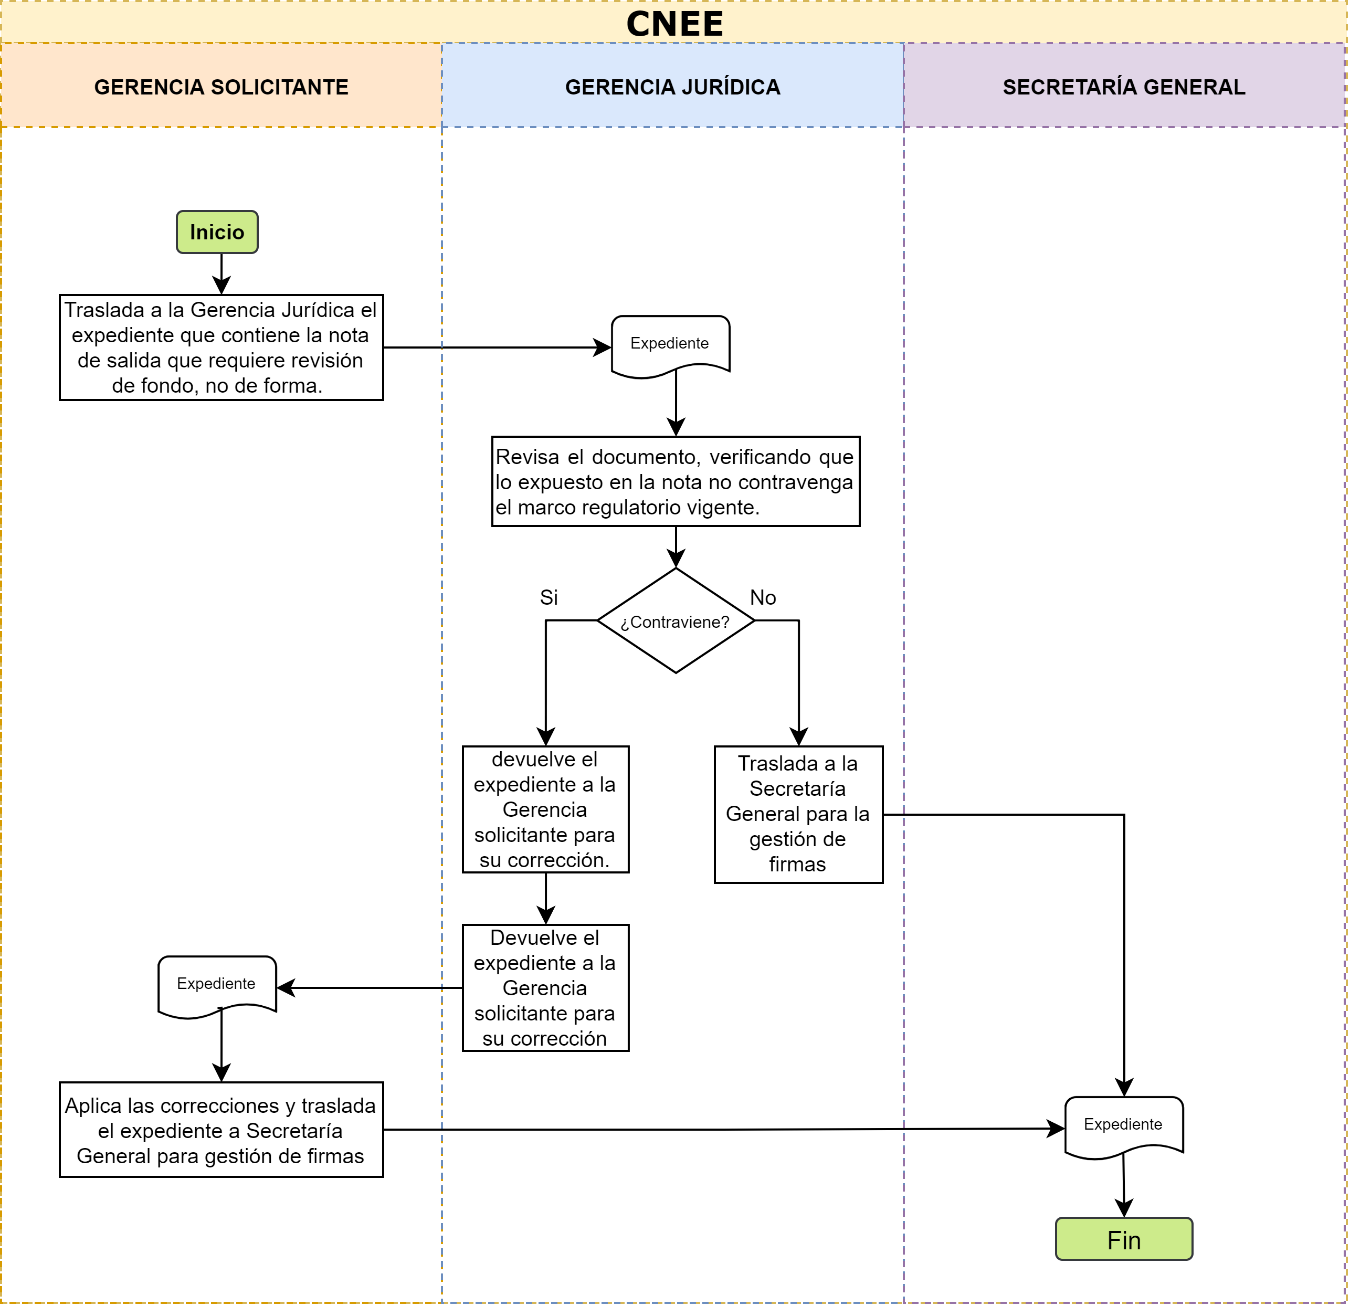 CNEE
GERENCIA SOLICITANTE
GERENCIA JURÍDICA
SECRETARÍA GENERAL
Inicio
Traslada a la Gerencia Jurídica el
expediente que contiene la nota
de salida que requiere revisión
de fondo, no de forma.
Expediente
Revisa el documento, verificando que
lo expuesto en la nota no contravenga
el marco regulatorio vigente.
Si
No
¿Contraviene?
devuelve el
expediente a la
Gerencia
solicitante para
su corrección.
Traslada a la
Secretaría
General para la
gestión de
firmas
Devuelve el
expediente a la
Gerencia
solicitante para
su corrección
Expediente
Aplica las correcciones y traslada
el expediente a Secretaría
General para gestión de firmas
Expediente
Fin